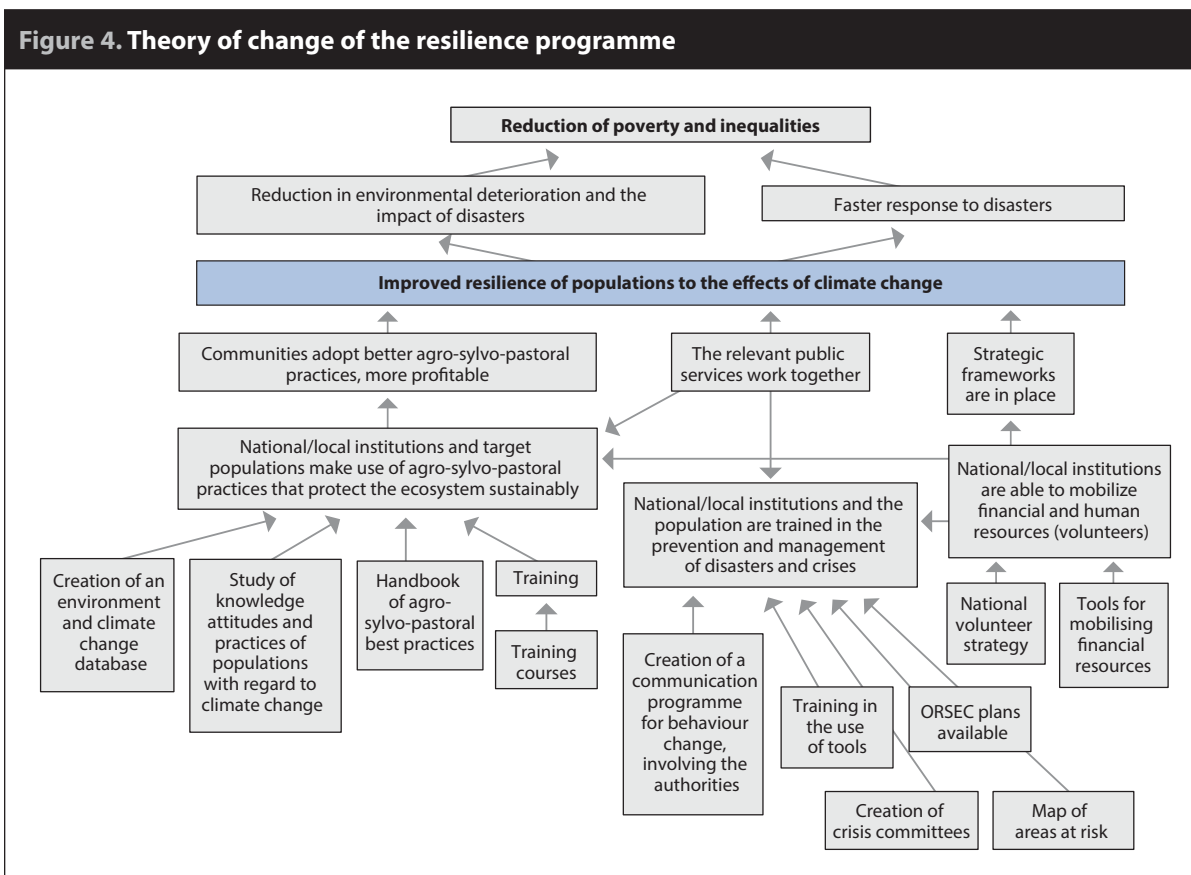 Figure 4. Theory of change of the resilience programme
Reduction of poverty and inequalities
Reduction in environmental deterioration and the
impact of disasters
Faster response to disasters
Improved resilience of populations to the effects of climate change
Communities adopt better agro-sylvo-pastoral
practices, more profitable
The relevant public
services work together
Strategic
frameworks
are in place
National/local institutions and target
populations make use of agro-sylvo-pastoral
practices that protect the ecosystem sustainably
National/local institutions and the
population are trained in the
prevention and management
of disasters and crises
National/local institutions
are able to mobilize
financial and human
resources (volunteers)
Creation of an
environment
and climate
change
database
Study of
knowledge
attitudes and
practices of
populations
with regard to
climate change
Handbook
of agro-
sylvo-pastoral
best practices
Training
Training
courses
Creation of a
communication
programme
for behaviour
change,
involving the
authorities
Training in
the use
of tools
ORSEC plans
available
National
volunteer
strategy
Tools for
mobilising
financial
resources
Creation of
crisis committees
Map of
areas at risk